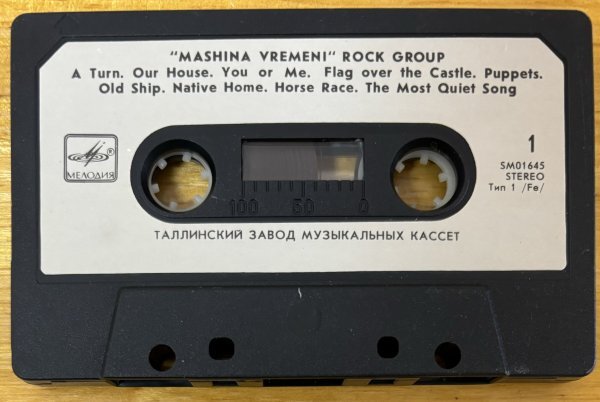 "MASHINA VREMENI" ROCK GROUP
A Turn. Our House. You or Me. Flag over the Castle. Puppets.
Old Ship. Native Home. Horse Race. The Most Quiet Song
МЕЛОДИЯ
1
SM01645
STEREO
Тип 1 /Fe/
100 50 0
ТАЛЛИНСКИЙ ЗАВОД МУЗЫКАЛЬНЫХ КАССЕТ